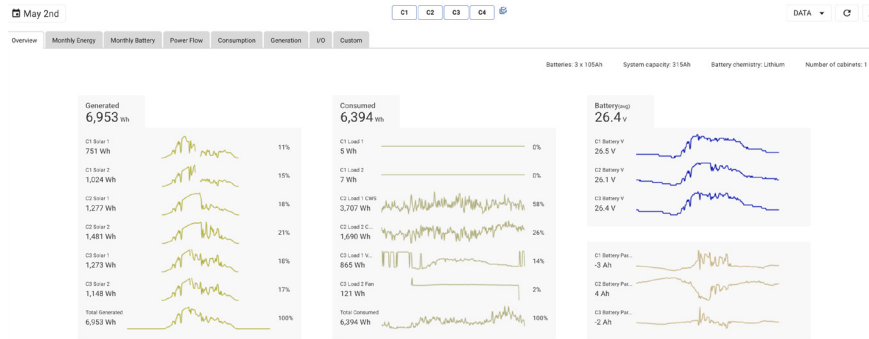 May 2nd
C1 C2 C3 C4
DATA
Overview Monthly Energy Monthly Battery Power Flow Consumption Generation I/O Custom
Batteries: 3 x 105Ah System capacity: 315Ah Battery chemistry: Lithium Number of cabinets: 1
Generated
6,953 Wh
C1 Solar 1
751 Wh
11%
C1 Solar 2
1,024 Wh
15%
C2 Solar 1
1,277 Wh
18%
C2 Solar 2
1,481 Wh
21%
C3 Solar 1
1,273 Wh
18%
C3 Solar 2
1,148 Wh
17%
Total Generated
6,953 Wh
100%
Consumed
6,394 Wh
C1 Load 1
5 Wh
0%
C1 Load 2
7 Wh
0%
C2 Load 1 CMS
3,707 Wh
58%
C2 Load 2 C...
1,690 Wh
26%
C3 Load 1 V...
865 Wh
14%
C3 Load 2 Fan
121 Wh
2%
Total Consumed
6,394 Wh
100%
Battery(avg)
26.4 V
C1 Battery V
26.5 V
C2 Battery V
26.1 V
C3 Battery V
26.4 V
C1 Battery Par...
-3 Ah
C2 Battery Par...
4 Ah
C3 Battery Par...
-2 Ah